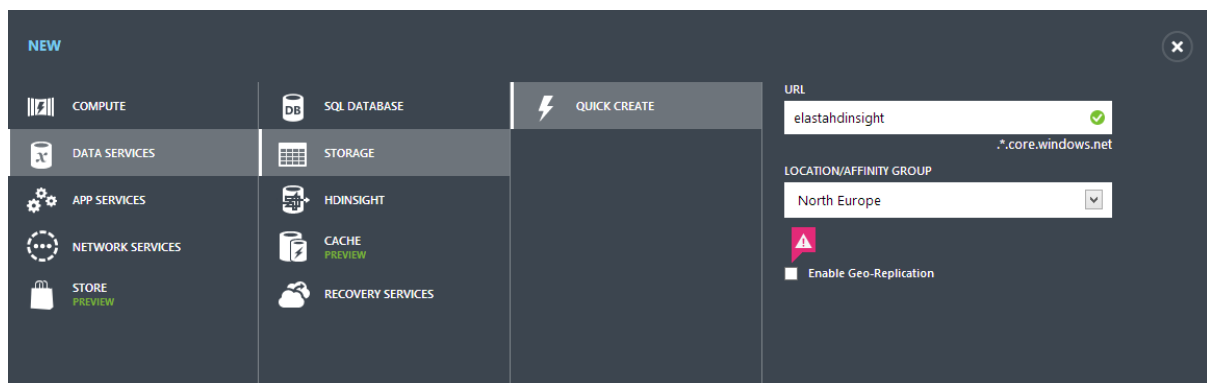 NEW
COMPUTE
DATA SERVICES
APP SERVICES
NETWORK SERVICES
STORE
PREVIEW
DB
SQL DATABASE
STORAGE
HDINSIGHT
CACHE
PREVIEW
RECOVERY SERVICES
QUICK CREATE
URL
elastahdinsight
.*.core.windows.net
LOCATION/AFFINITY GROUP
North Europe
Enable Geo-Replication